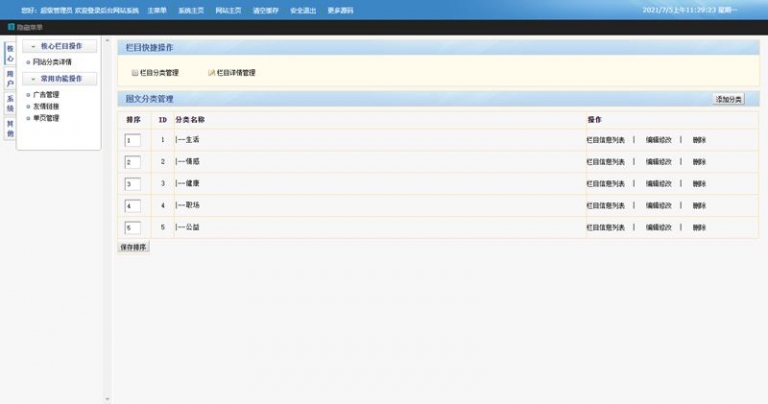 您好：超级管理员 欢迎登录后台网站系统 主菜单 系统主页 网站主页 清空缓存 安全退出 更多源码 2021/7/5上午11:29:23 星期一
隐藏菜单
核心
用户
系统
其他
核心栏目操作
网站分类详情
常用功能操作
广告管理
友情链接
单页管理
栏目快捷操作
栏目分类管理 栏目详情管理
图文分类管理 添加分类
排序 ID 分类名称 操作
1 1 |--生活 栏目信息列表 | 编辑修改 | 删除
2 2 |--情感 栏目信息列表 | 编辑修改 | 删除
3 3 |--健康 栏目信息列表 | 编辑修改 | 删除
4 4 |--职场 栏目信息列表 | 编辑修改 | 删除
5 5 |--公益 栏目信息列表 | 编辑修改 | 删除
保存排序